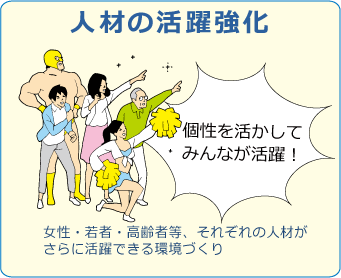 人材の活躍強化
個性を活かして
みんなが活躍！
女性・若者・高齢者等、それぞれの人材が
さらに活躍できる環境づくり